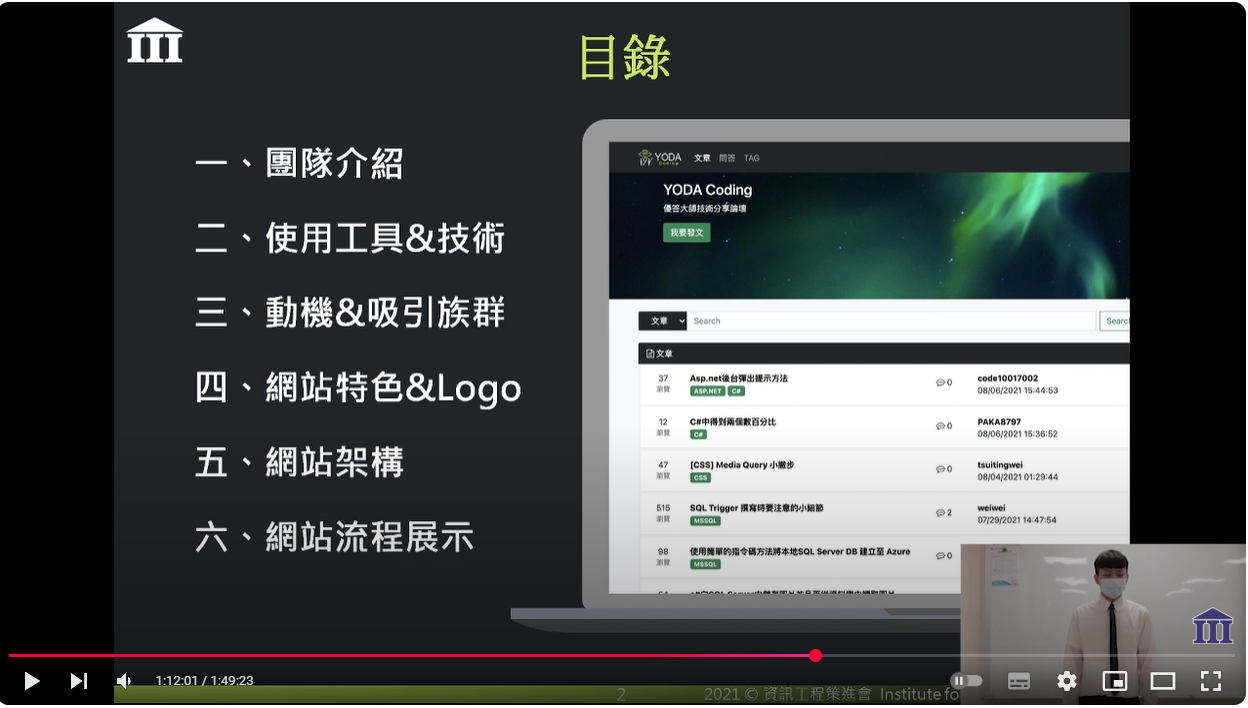 目錄
一、團隊介紹
二、使用工具&技術
三、動機&吸引族群
四、網站特色&Logo
五、網站架構
六、網站流程展示
YODA 文章 問答 TAG
Coding
YODA Coding
優答大師技術分享論壇
我要發文
文章 Search Searc
文章
37 瀏覽 Asp.net後台彈出提示方法 0 code10017002
ASP.NET C# 08/06/2021 15:44:53
12 瀏覽 C#中得到兩個數百分比 0 PAKA8797
C# 08/06/2021 15:36:52
47 瀏覽 [CSS] Media Query 小撇步 0 tsuitingwei
CSS 08/04/2021 01:29:44
515 瀏覽 SQL Trigger 撰寫時要注意的小細節 2 weiwei
MSSQL 07/29/2021 14:47:54
98 瀏覽 使用簡單的指令碼方法將本地SQL Server DB 建立至 Azure 0
MSSQL
1:12:01 / 1:49:23
2 2021 © 資訊工程策進會 Institute fo